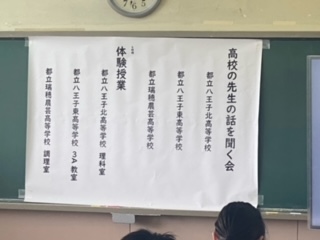 高校の先生の話を聞く会
都立八王子北高等学校
都立八王子東高等学校
都立瑞穂農芸高等学校
体験授業
都立八王子北高等学校 理科室
都立八王子東高等学校 3A教室
都立瑞穂農芸高等学校 調理室